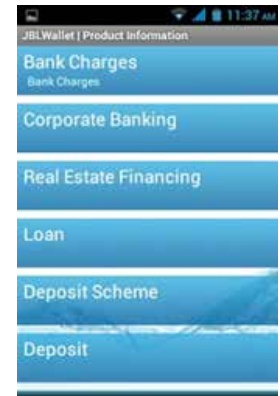 11:37 AM
JBLWallet | Product Information
Bank Charges
Bank Charges
Corporate Banking
Real Estate Financing
Loan
Deposit Scheme
Deposit